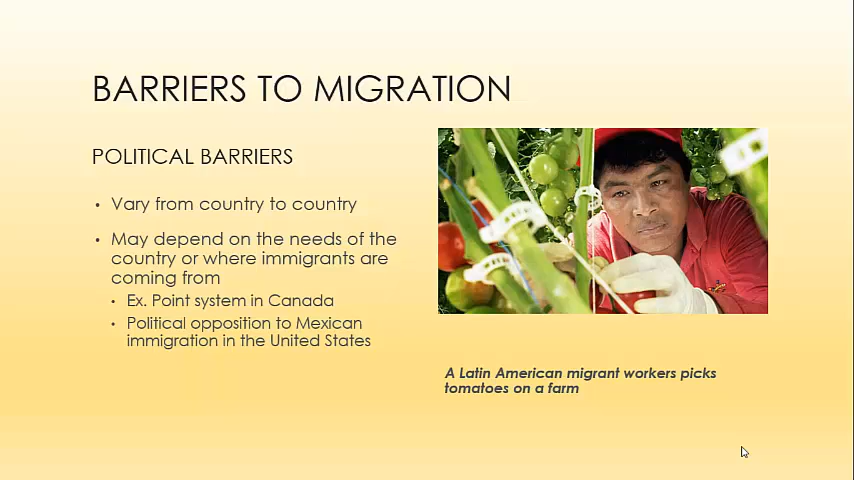 BARRIERS TO MIGRATION
POLITICAL BARRIERS
• Vary from country to country
• May depend on the needs of the
country or where immigrants are
coming from
• Ex. Point system in Canada
• Political opposition to Mexican
immigration in the United States
A Latin American migrant workers picks
tomatoes on a farm